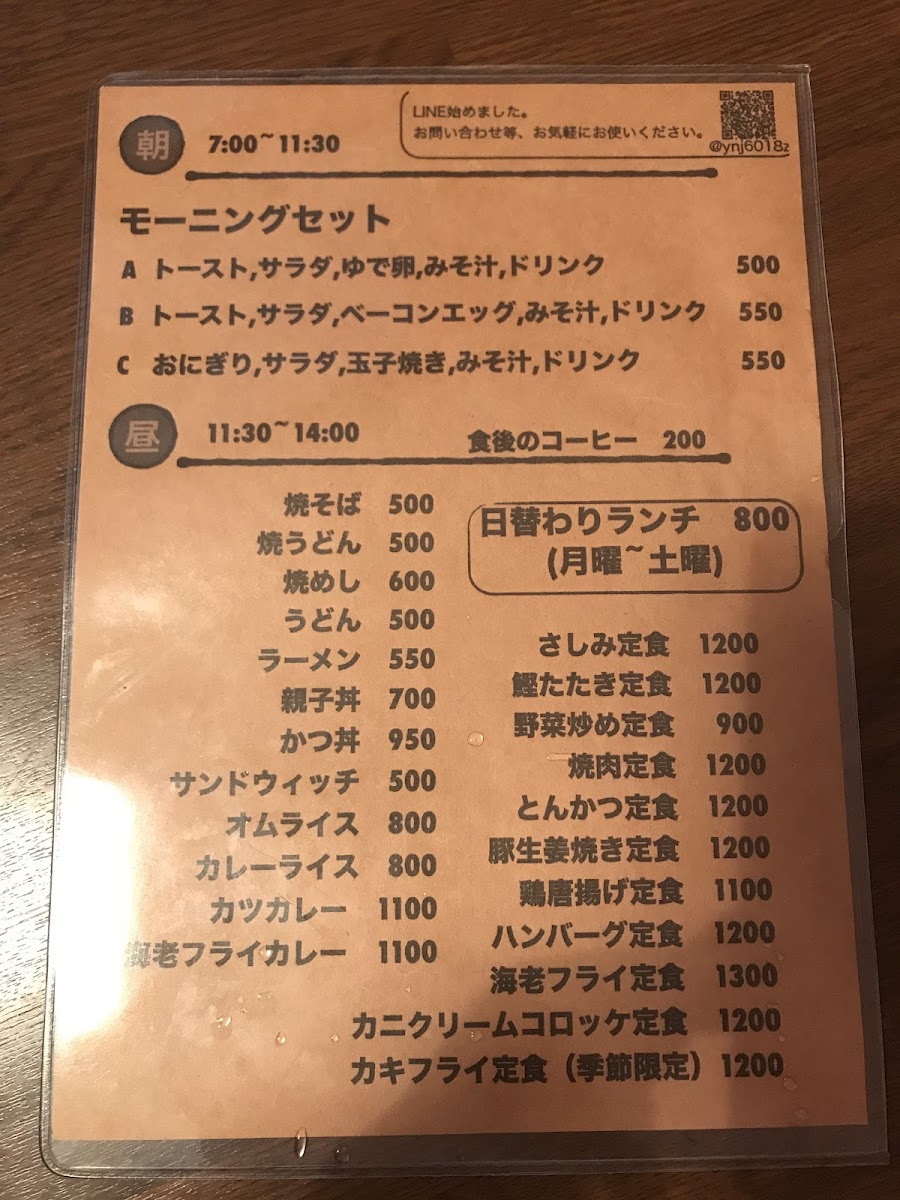 LINE始めました。
お問い合わせ等、お気軽にお使いください。
@ynj6018z
朝 7:00~11:30
モーニングセット
A トースト,サラダ,ゆで卵,みそ汁,ドリンク 500
B トースト,サラダ,ベーコンエッグ,みそ汁,ドリンク 550
C おにぎり,サラダ,玉子焼き,みそ汁,ドリンク 550
昼 11:30~14:00
食後のコーヒー 200
焼そば 500
焼うどん 500
焼めし 600
うどん 500
ラーメン 550
親子丼 700
かつ丼 950
サンドウィッチ 500
オムライス 800
カレーライス 800
カツカレー 1100
海老フライカレー 1100
日替わりランチ 800
(月曜~土曜)
さしみ定食 1200
鰹たたき定食 1200
野菜炒め定食 900
焼肉定食 1200
とんかつ定食 1200
豚生姜焼き定食 1200
鶏唐揚げ定食 1100
ハンバーグ定食 1200
海老フライ定食 1300
カニクリームコロッケ定食 1200
カキフライ定食（季節限定）1200